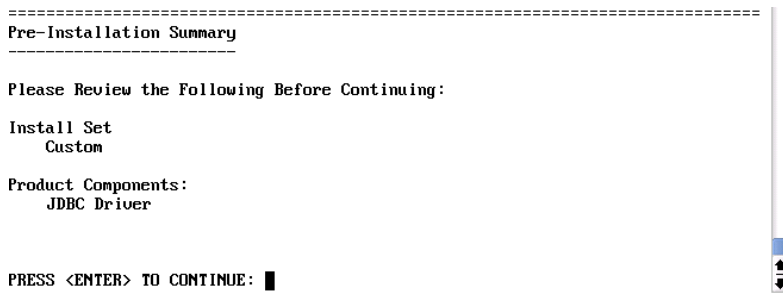 ===============================================================================
Pre-Installation Summary
------------------------
Please Review the Following Before Continuing:
Install Set
    Custom
Product Components:
    JDBC Driver
PRESS <ENTER> TO CONTINUE: